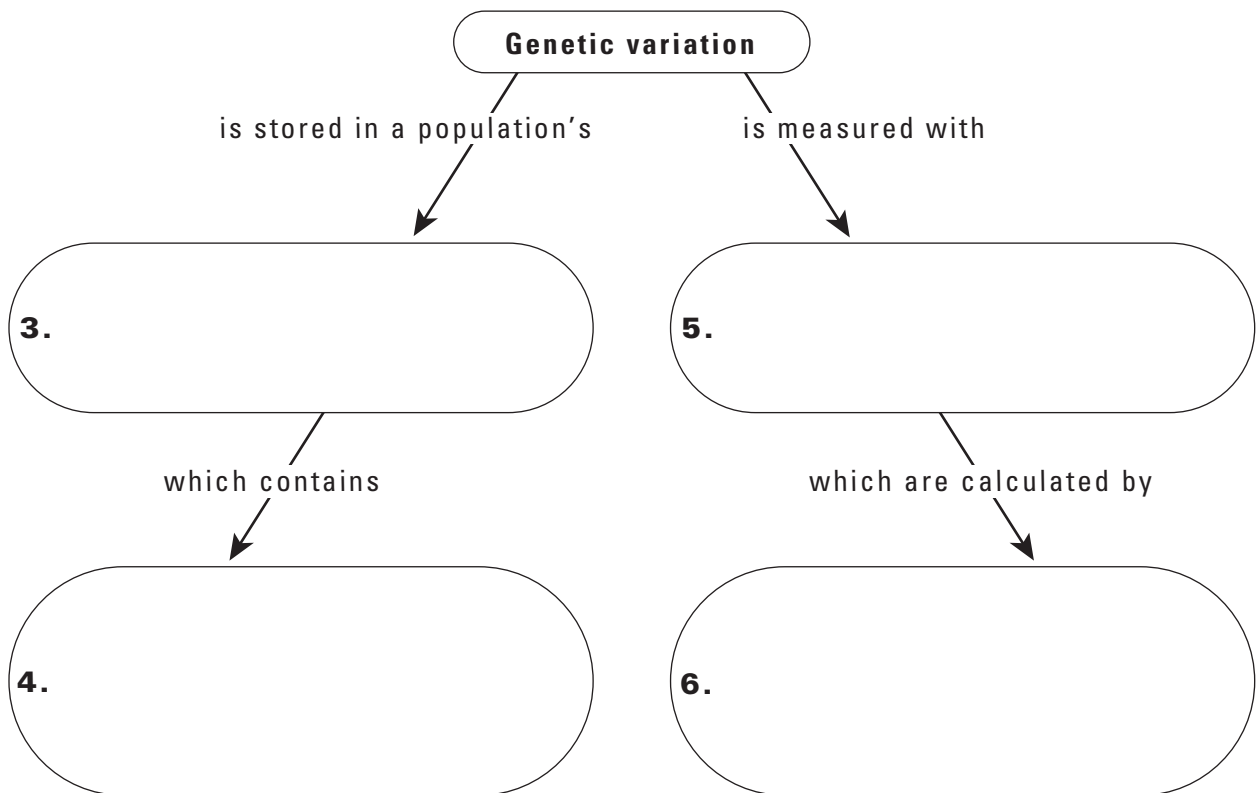 Genetic variation
is stored in a population's
is measured with
3.
5.
which contains
which are calculated by
4.
6.